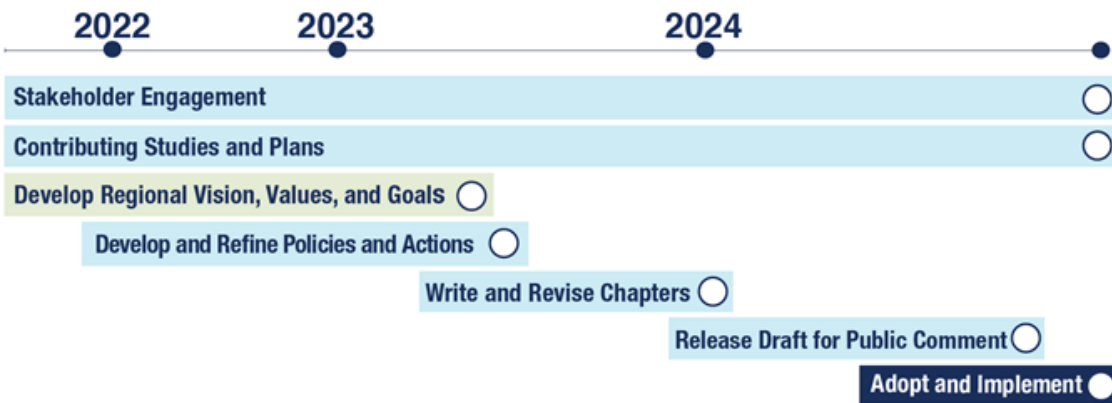 2022 2023 2024
Stakeholder Engagement
Contributing Studies and Plans
Develop Regional Vision, Values, and Goals
Develop and Refine Policies and Actions
Write and Revise Chapters
Release Draft for Public Comment
Adopt and Implement